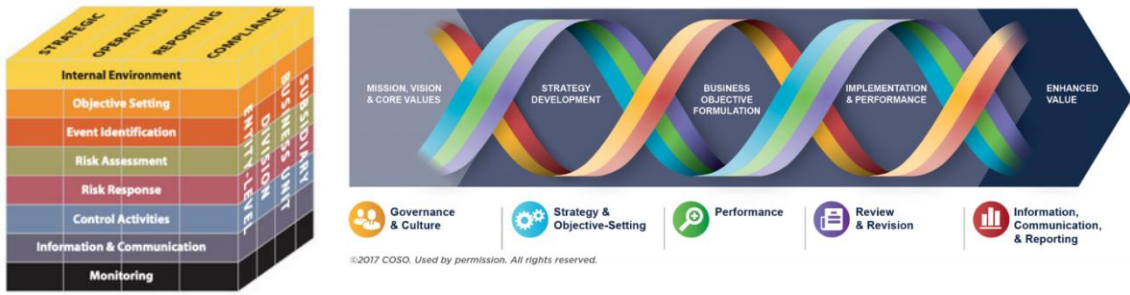 STRATEGIC
OPERATIONS
REPORTING
COMPLIANCE
Internal Environment
Objective Setting
Event Identification
Risk Assessment
Risk Response
Control Activities
Information & Communication
Monitoring
ENTITY-LEVEL
DIVISION
BUSINESS UNIT
SUBSIDIARY
MISSION, VISION
& CORE VALUES
STRATEGY
DEVELOPMENT
BUSINESS
OBJECTIVE
FORMULATION
IMPLEMENTATION
& PERFORMANCE
ENHANCED
VALUE
Governance
& Culture
Strategy &
Objective-Setting
Performance
Review
& Revision
Information,
Communication,
& Reporting
©2017 COSO. Used by permission. All rights reserved.